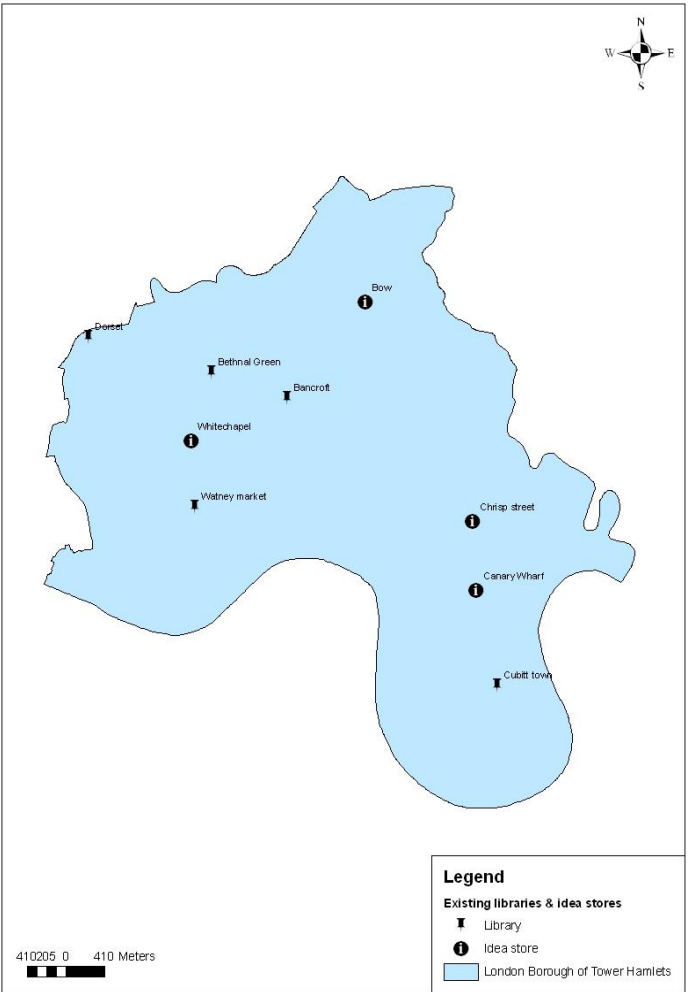 N
W E
S
Bow
Dorset
Bethnal Green
Bancroft
Whitechapel
Watney market
Chrisp street
Canary Wharf
Cubitt town
Legend
Existing libraries & idea stores
Library
Idea store
London Borough of Tower Hamlets
410205 0 410 Meters